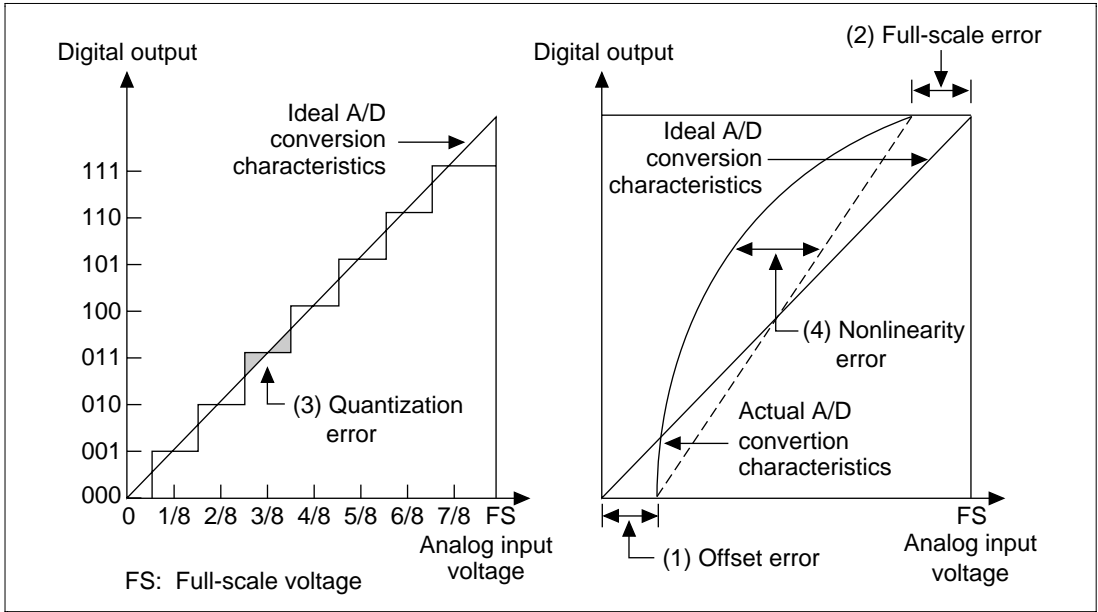 Digital output
Ideal A/D
conversion
characteristics
111
110
101
100
011
010
001
000
(3) Quantization
error
0 1/8 2/8 3/8 4/8 5/8 6/8 7/8 FS
Analog input
voltage
FS: Full-scale voltage
(2) Full-scale error
Digital output
Ideal A/D
conversion
characteristics
(4) Nonlinearity
error
Actual A/D
convertion
characteristics
FS
Analog input
voltage
(1) Offset error